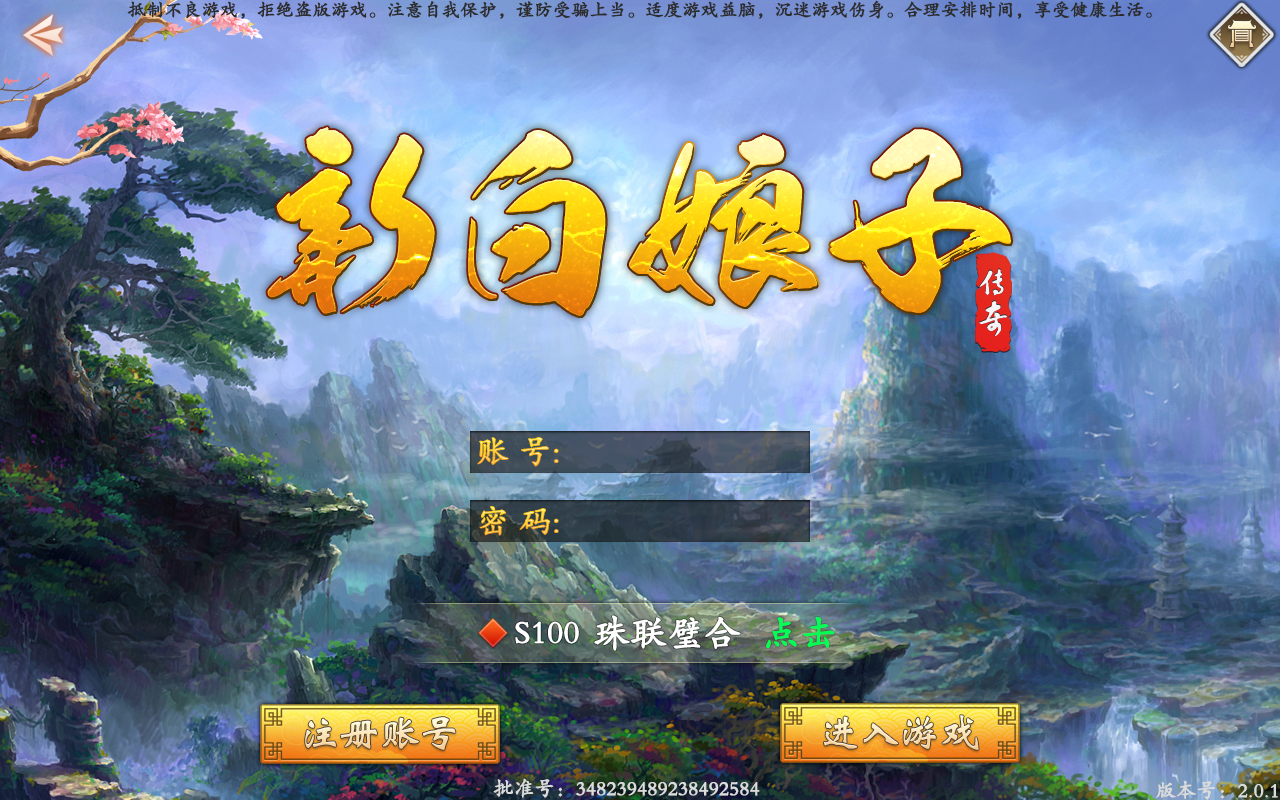 抵制不良游戏，拒绝盗版游戏。注意自我保护，谨防受骗上当。适度游戏益脑，沉迷游戏伤身。合理安排时间，享受健康生活。
新白娘子
传奇
账号:
密码:
S100 珠联璧合 点击
注册账号
进入游戏
批准号：348239489238492584
版本号：2.0.1